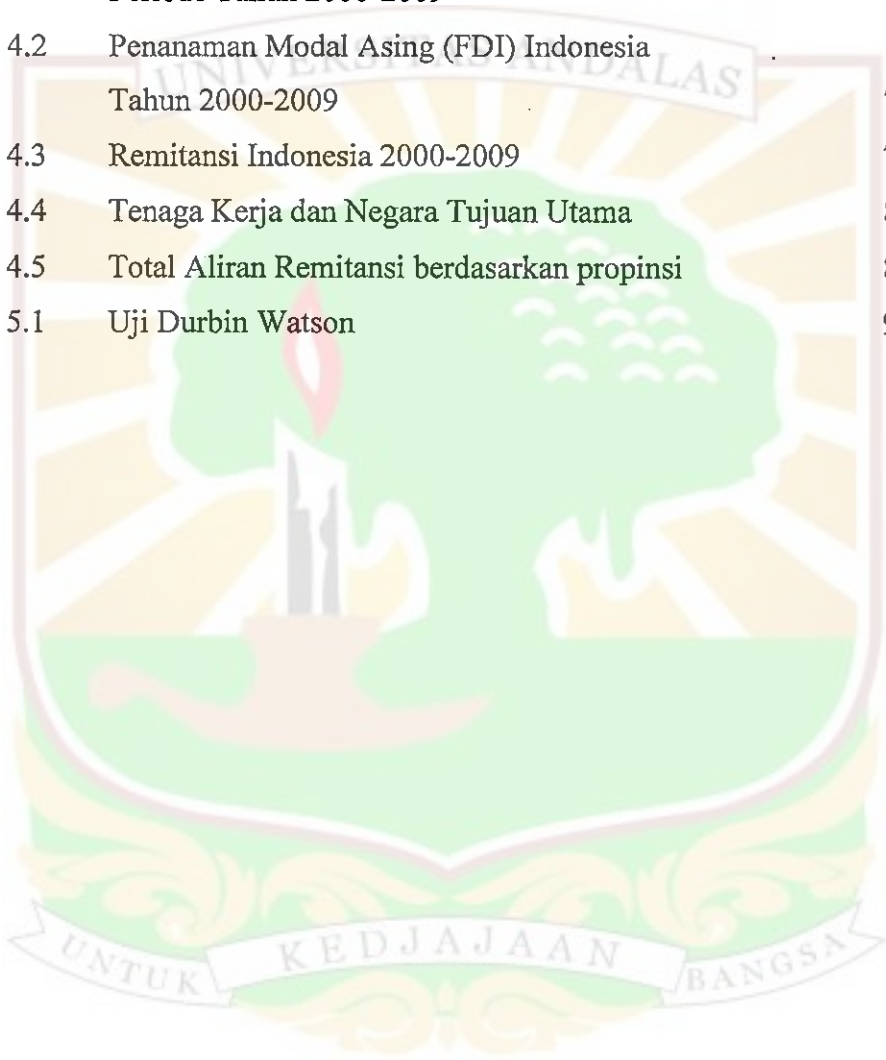 4.2 Penanaman Modal Asing (FDI) Indonesia
Tahun 2000-2009
4.3 Remitansi Indonesia 2000-2009
4.4 Tenaga Kerja dan Negara Tujuan Utama
4.5 Total Aliran Remitansi berdasarkan propinsi
5.1 Uji Durbin Watson
UNIVERSITAS ANDALAS
UNTUK KEDJAJAAN BANGSA